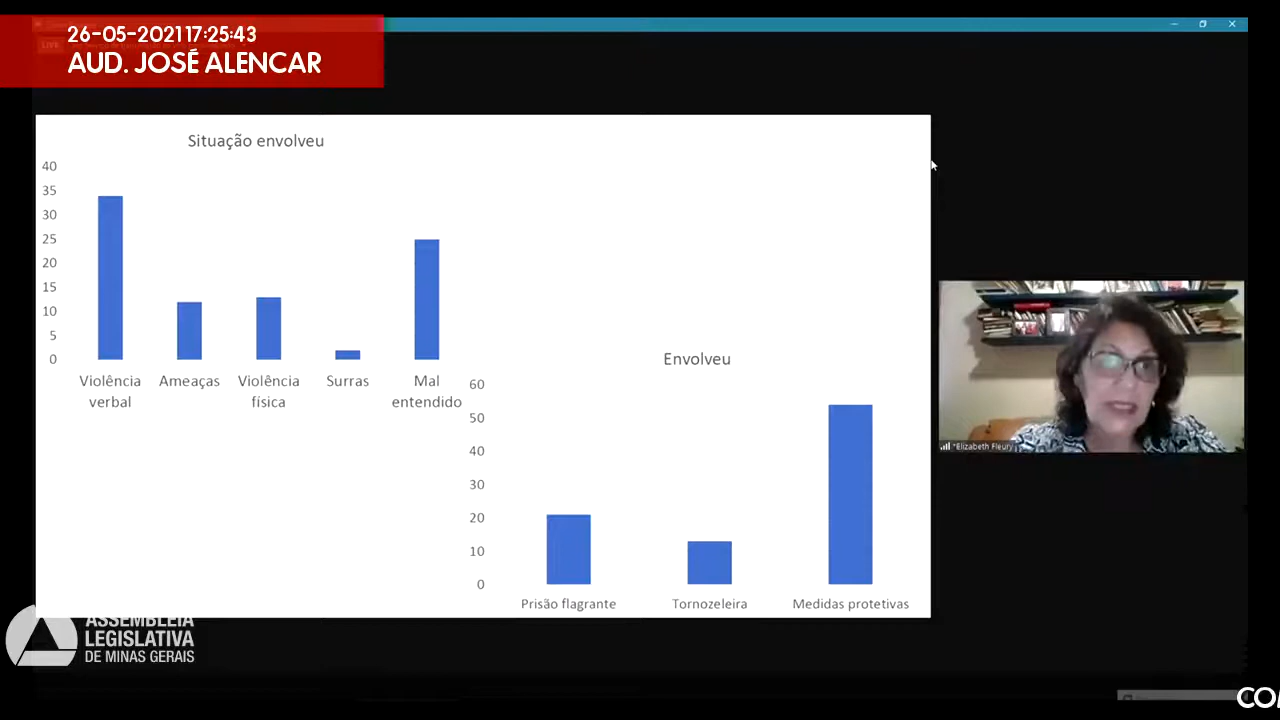 26-05-2021 17:25:43
LIVE
AUD. JOSÉ ALENCAR
Situação envolveu
40
35
30
25
20
15
10
5
0
Violência verbal
Ameaças
Violência física
Surras
Mal entendido
Envolveu
60
50
40
30
20
10
0
Prisão flagrante
Tornozeleira
Medidas protetivas
*Elizabeth Fleury
ASSEMBLEIA
LEGISLATIVA
DE MINAS GERAIS